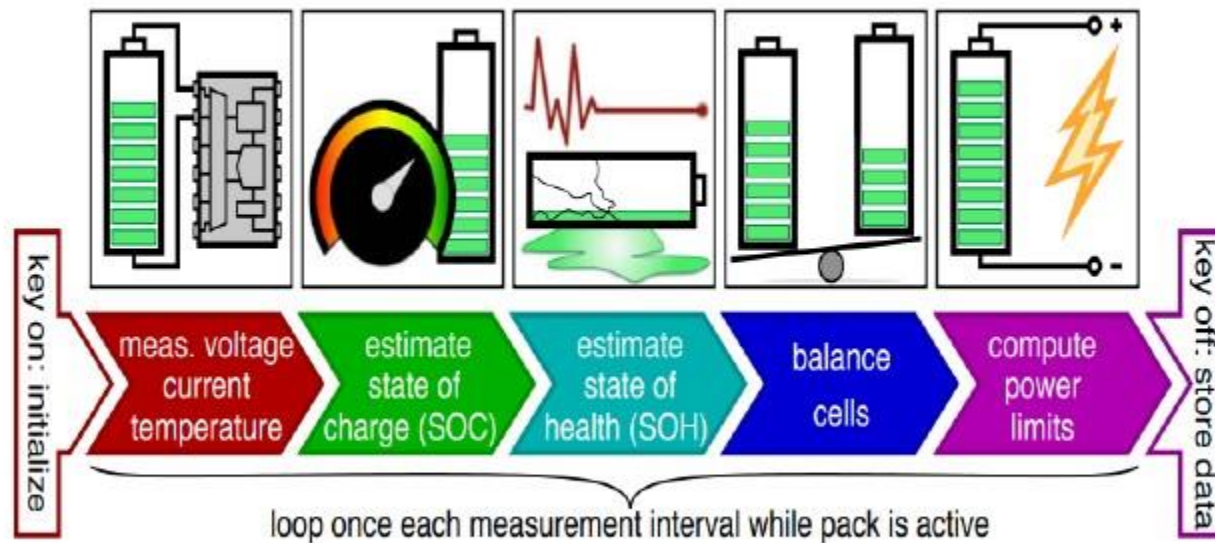 +
−
key on: initialize
meas. voltage
current
temperature
estimate
state of
charge (SOC)
estimate
state of
health (SOH)
balance
cells
compute
power
limits
key off: store data
loop once each measurement interval while pack is active